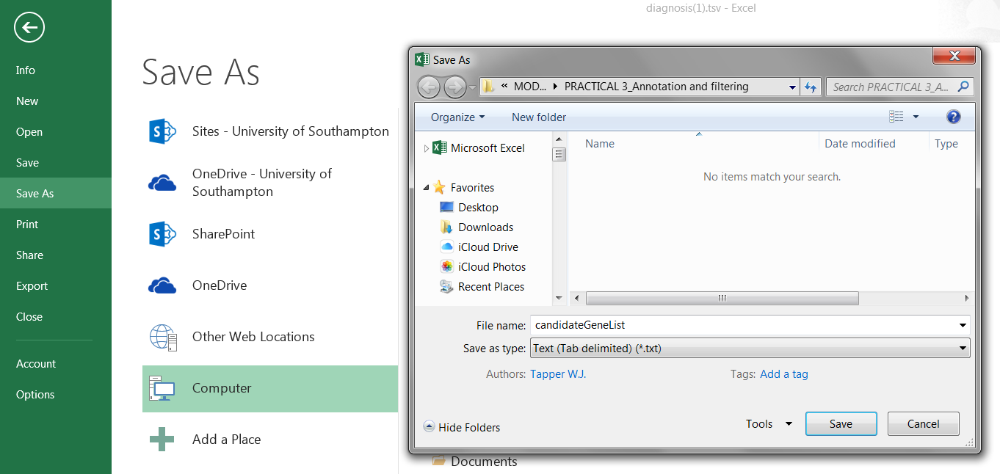 diagnosis(1).tsv - Excel
Info
New
Open
Save
Save As
Print
Share
Export
Close
Account
Options
Save As
Sites - University of Southampton
OneDrive - University of
Southampton
SharePoint
OneDrive
Other Web Locations
Computer
Add a Place
Save As
« MOD... PRACTICAL 3_Annotation and filtering
Search PRACTICAL 3_A...
Organize
New folder
Microsoft Excel
Favorites
Desktop
Downloads
iCloud Drive
iCloud Photos
Recent Places
Name Date modified Type
No items match your search.
File name: candidateGeneList
Save as type: Text (Tab delimited) (*.txt)
Authors: Tapper W.J. Tags: Add a tag
Hide Folders
Tools
Save
Cancel
Documents